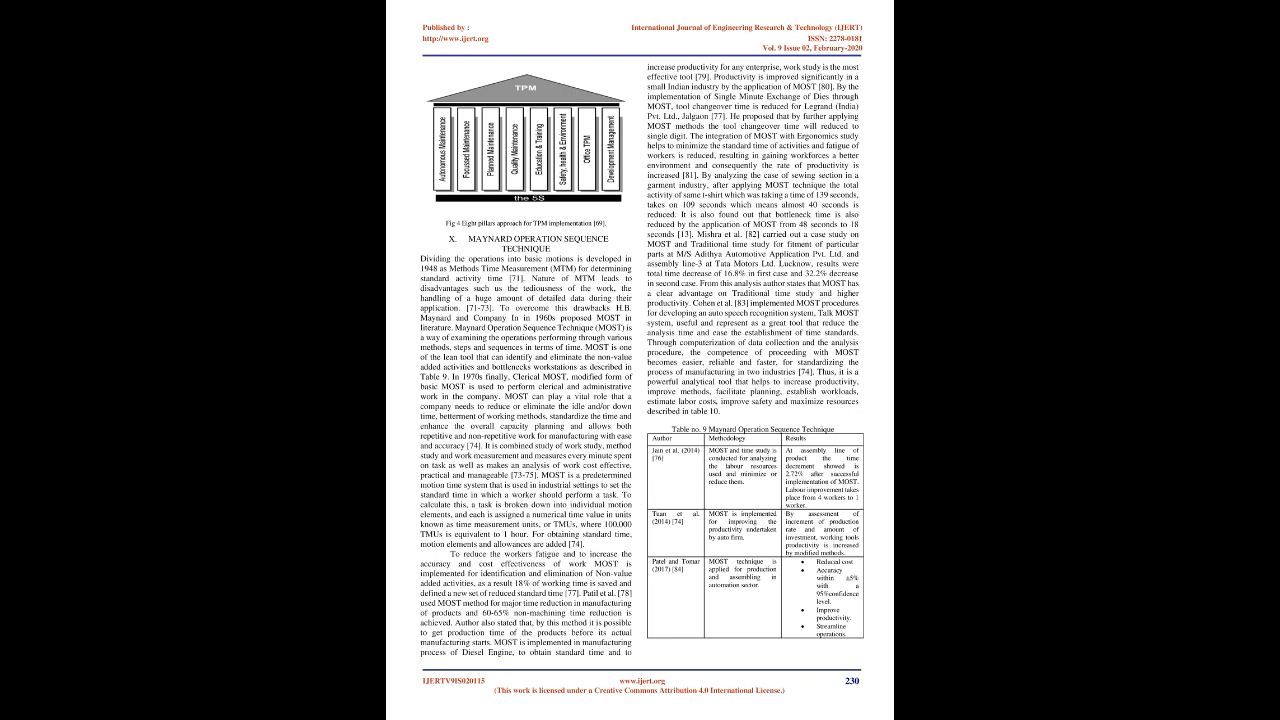 Published by :
http://www.ijert.org
International Journal of Engineering Research & Technology (IJERT)
ISSN: 2278-0181
Vol. 9 Issue 02, February-2020
TPM
Autonomous Maintenance
Focussed Maintenance
Planned Maintenance
Quality Maintenance
Education & Training
Safety, health & Environment
Office TPM
Development Management
the 5S
Fig 4 Eight pillars approach for TPM implementation [69].
X. MAYNARD OPERATION SEQUENCE
TECHNIQUE
Dividing the operations into basic motions is developed in
1948 as Methods Time Measurement (MTM) for determining
standard activity time [71]. Nature of MTM leads to
disadvantages such us the tediousness of the work, the
handling of a huge amount of detailed data during their
application. [71-73]. To overcome this drawbacks H.B.
Maynard and Company In in 1960s proposed MOST in
literature. Maynard Operation Sequence Technique (MOST) is
a way of examining the operations performing through various
methods, steps and sequences in terms of time. MOST is one
of the lean tool that can identify and eliminate the non-value
added activities and bottlenecks workstations as described in
Table 9. In 1970s finally, Clerical MOST, modified form of
basic MOST is used to perform clerical and administrative
work in the company. MOST can play a vital role that a
company needs to reduce or eliminate the idle and/or down
time, betterment of working methods, standardize the time and
enhance the overall capacity planning and allows both
repetitive and non-repetitive work for manufacturing with ease
and accuracy [74]. It is combined study of work study, method
study and work measurement and measures every minute spent
on task as well as makes an analysis of work cost effective,
practical and manageable [73-75]. MOST is a predetermined
motion time system that is used in industrial settings to set the
standard time in which a worker should perform a task. To
calculate this, a task is broken down into individual motion
elements, and each is assigned a numerical time value in units
known as time measurement units, or TMUs, where 100,000
TMUs is equivalent to 1 hour. For obtaining standard time,
motion elements and allowances are added [74].
To reduce the workers fatigue and to increase the
accuracy and cost effectiveness of work MOST is
implemented for identification and elimination of Non-value
added activities, as a result 18% of working time is saved and
defined a new set of reduced standard time [77]. Patil et al. [78]
used MOST method for major time reduction in manufacturing
of products and 60-65% non-machining time reduction is
achieved. Author also stated that, by this method it is possible
to get production time of the products before its actual
manufacturing starts. MOST is implemented in manufacturing
process of Diesel Engine, to obtain standard time and to
increase productivity for any enterprise, work study is the most
effective tool [79]. Productivity is improved significantly in a
small Indian industry by the application of MOST [80]. By the
implementation of Single Minute Exchange of Dies through
MOST, tool changeover time is reduced for Legrand (India)
Pvt. Ltd., Jalgaon [77]. He proposed that by further applying
MOST methods the tool changeover time will reduced to
single digit. The integration of MOST with Ergonomics study
helps to minimize the standard time of activities and fatigue of
workers is reduced, resulting in gaining workforces a better
environment and consequently the rate of productivity is
increased [81]. By analyzing the case of sewing section in a
garment industry, after applying MOST technique the total
activity of same t-shirt which was taking a time of 139 seconds,
takes on 109 seconds which means almost 40 seconds is
reduced. It is also found out that bottleneck time is also
reduced by the application of MOST from 48 seconds to 18
seconds [13]. Mishra et al. [82] carried out a case study on
MOST and Traditional time study for fitment of particular
parts at M/S Adithya Automotive Application Pvt. Ltd. and
assembly line-3 at Tata Motors Ltd. Lucknow, results were
total time decrease of 16.8% in first case and 32.2% decrease
in second case. From this analysis author states that MOST has
a clear advantage on Traditional time study and higher
productivity. Cohen et al. [83] implemented MOST procedures
for developing an auto speech recognition system, Talk MOST
system, useful and represent as a great tool that reduce the
analysis time and ease the establishment of time standards.
Through computerization of data collection and the analysis
procedure, the competence of proceeding with MOST
becomes easier, reliable and faster, for standardizing the
process of manufacturing in two industries [74]. Thus, it is a
powerful analytical tool that helps to increase productivity,
improve methods, facilitate planning, establish workloads,
estimate labor costs, improve safety and maximize resources
described in table 10.
Table no. 9 Maynard Operation Sequence Technique
Author Methodology Results
Jain et al. (2014)
[76]
MOST and time study is
conducted for analyzing
the labour resources
used and minimize or
reduce them.
At assembly line of
product the time
decrement showed is
2.72% after successful
implementation of MOST.
Labour improvement takes
place from 4 workers to 1
worker.
Tuan et al.
(2014) [74]
MOST is implemented
for improving the
productivity undertaken
by auto firm.
By assessment of
increment of production
rate and amount of
investment, working tools
productivity is increased
by modified methods.
Patel and Tomar
(2017) [84]
MOST technique is
applied for production
and assembling in
automation sector.
• Reduced cost
• Accuracy
within ±5%
with a
95%confidence
level.
• Improve
productivity.
• Streamline
operations.
IJERTV9IS020115
www.ijert.org
230
(This work is licensed under a Creative Commons Attribution 4.0 International License.)